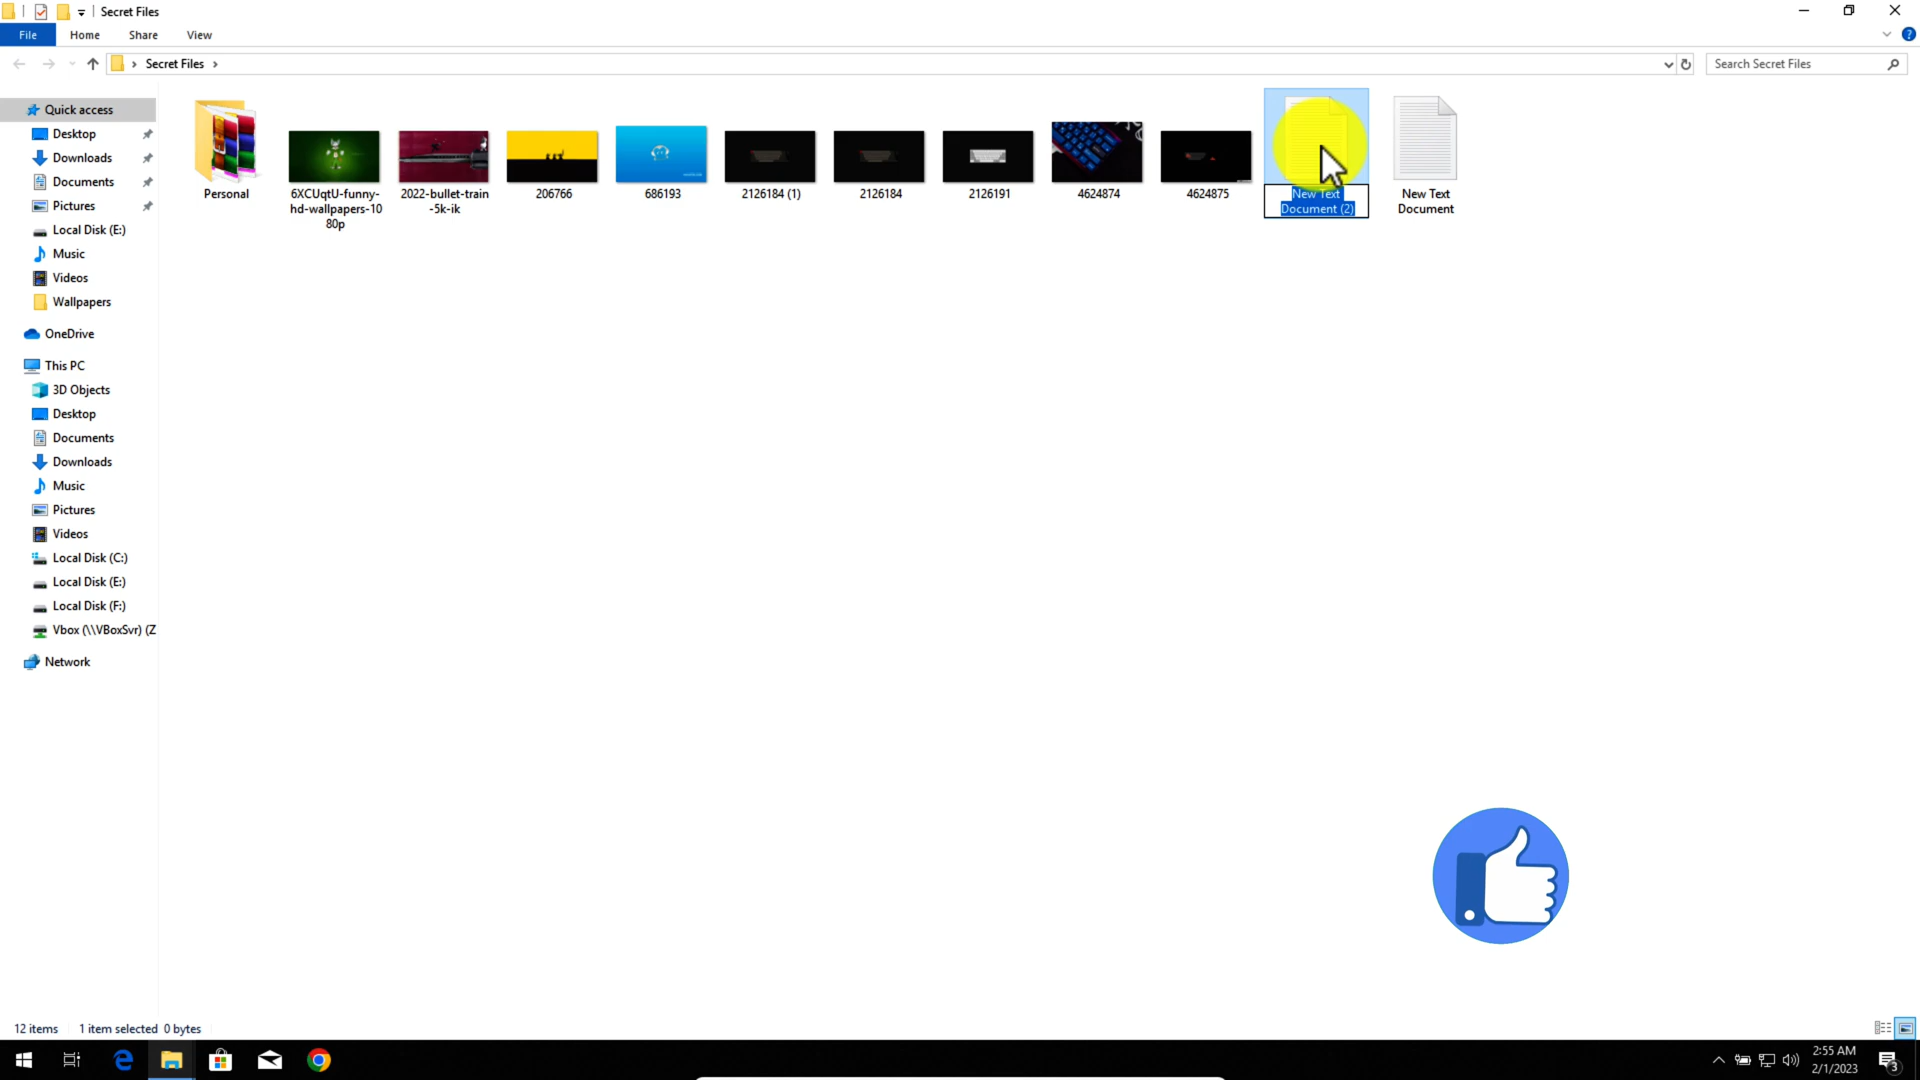 Secret Files
File
Home
Share
View
Secret Files
Search Secret Files
Quick access
Desktop
Downloads
Documents
Pictures
Local Disk (E:)
Music
Videos
Wallpapers
OneDrive
This PC
3D Objects
Desktop
Documents
Downloads
Music
Pictures
Videos
Local Disk (C:)
Local Disk (E:)
Local Disk (F:)
Vbox (\\VBoxSvr) (Z
Network
Personal
6XCUqtU-funny-
hd-wallpapers-10
80p
2022-bullet-train
-5k-ik
206766
686193
2126184 (1)
2126184
2126191
4624874
4624875
New Text
Document (2)
New Text
Document
12 items
1 item selected
0 bytes
2:55 AM
2/1/2023
3